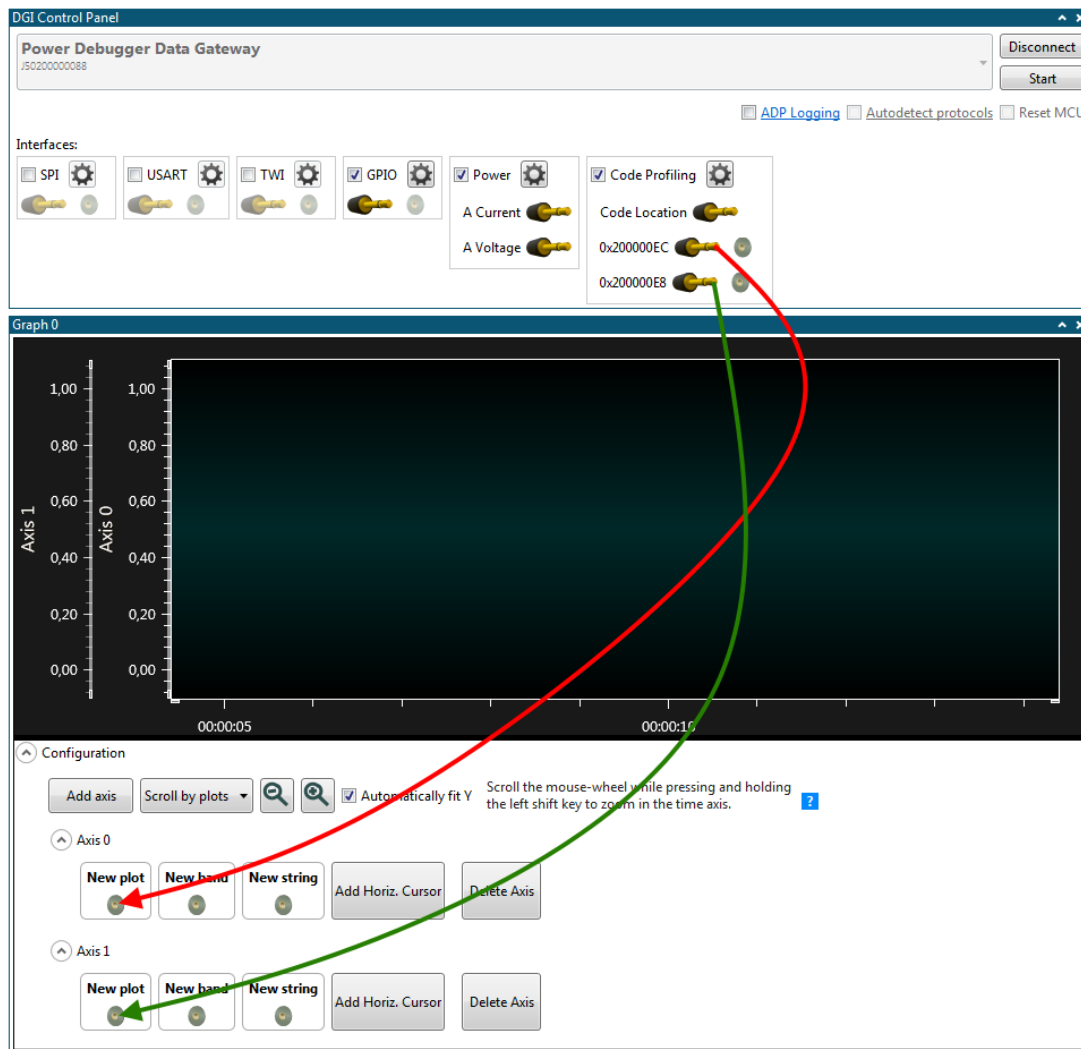 DGI Control Panel
Power Debugger Data Gateway
J50200000088
Disconnect
Start
ADP Logging Autodetect protocols Reset MCU
Interfaces:
SPI USART TWI GPIO Power Code Profiling
A Current Code Location
A Voltage 0x200000EC
0x200000E8
Graph 0
1,00 1,00
0,80 0,80
0,60 0,60
Axis 1 Axis 0
0,40 0,40
0,20 0,20
0,00 0,00
00:00:05 00:00:10
Configuration
Add axis Scroll by plots Automatically fit Y Scroll the mouse-wheel while pressing and holding
the left shift key to zoom in the time axis. ?
Axis 0
New plot New band New string Add Horiz. Cursor Delete Axis
Axis 1
New plot New band New string Add Horiz. Cursor Delete Axis